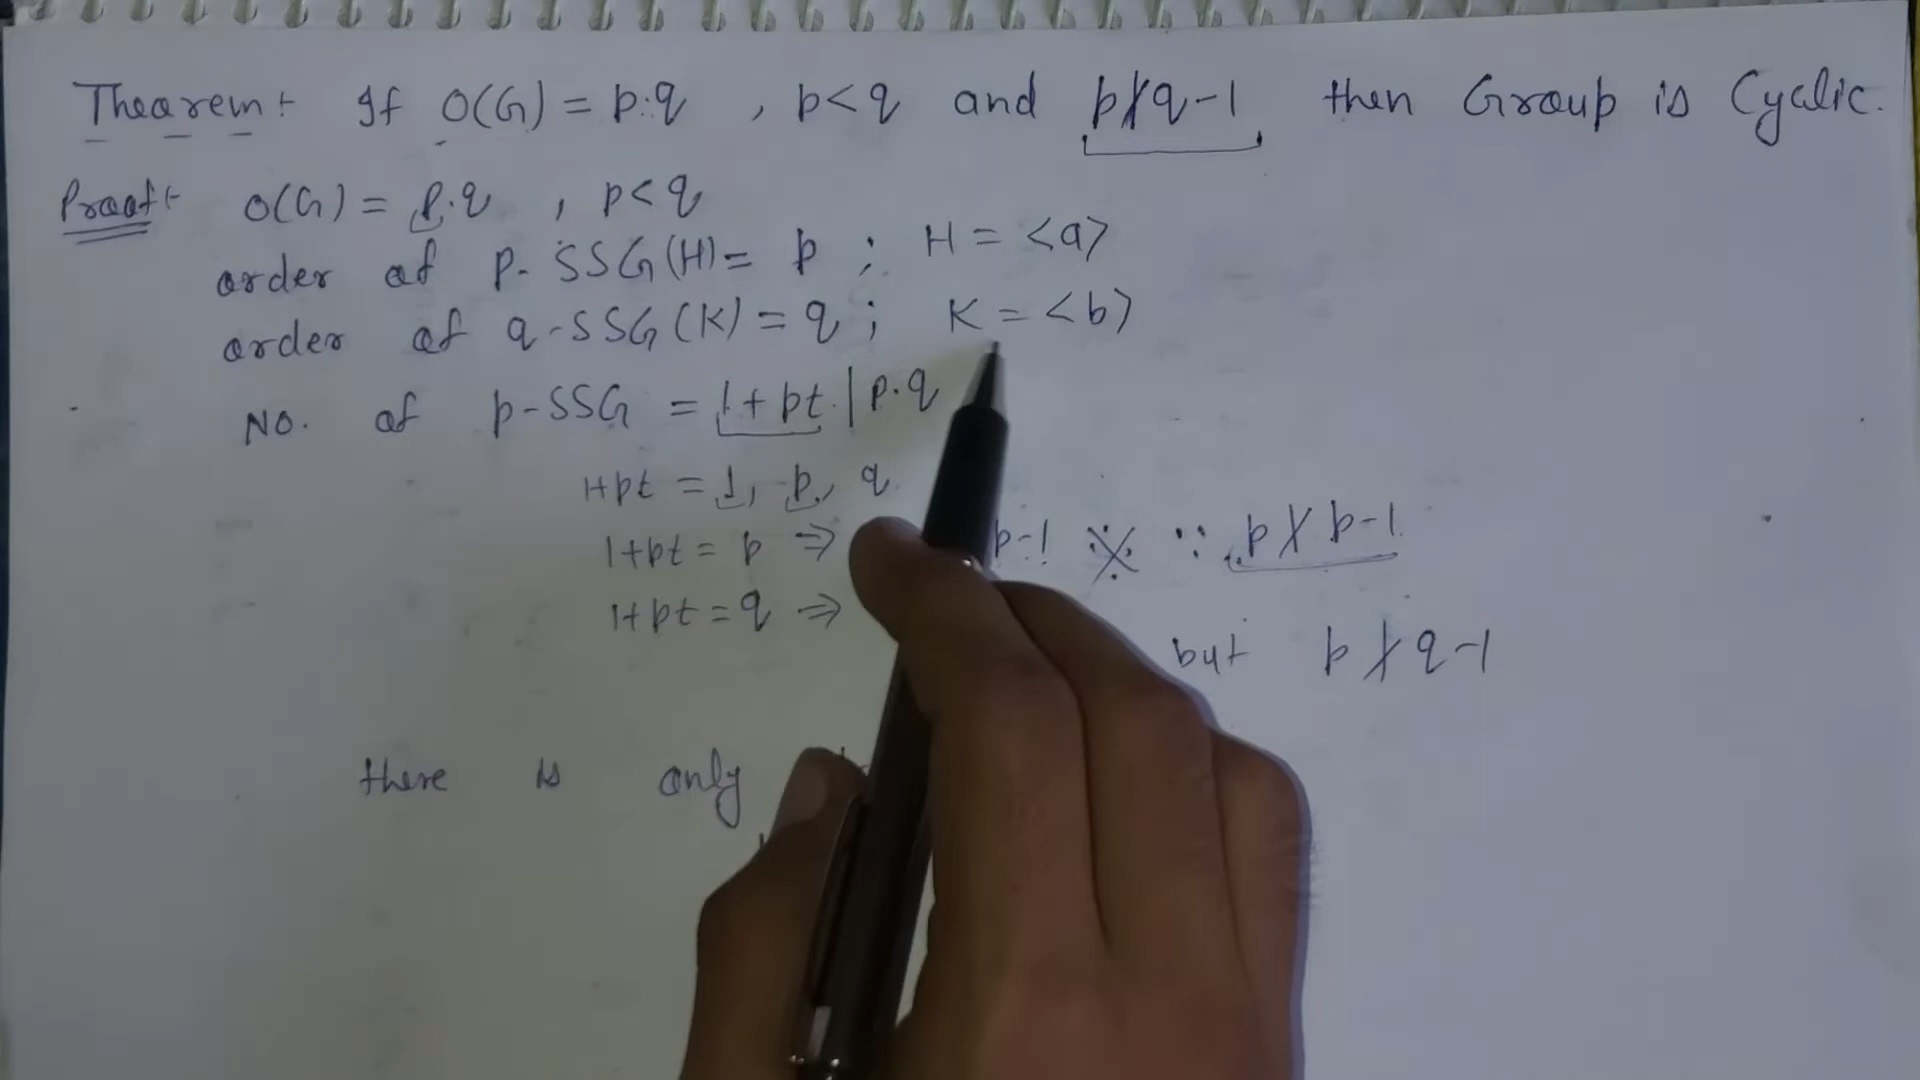 Theorem:- If O(G) = p.q , p<q and p∤q-1 then Group is Cyclic.
Proof:- O(G) = p.q , p<q
order of p-SSG(H) = p ; H = <a>
order of q-SSG(K) = q ; K = <b>
No. of p-SSG = 1+pt | p.q
1+pt = 1, p, q
1+pt = p ⇒ p-1 ※ ∵ p∤p-1
1+pt = q ⇒ but p∤q-1
there is only